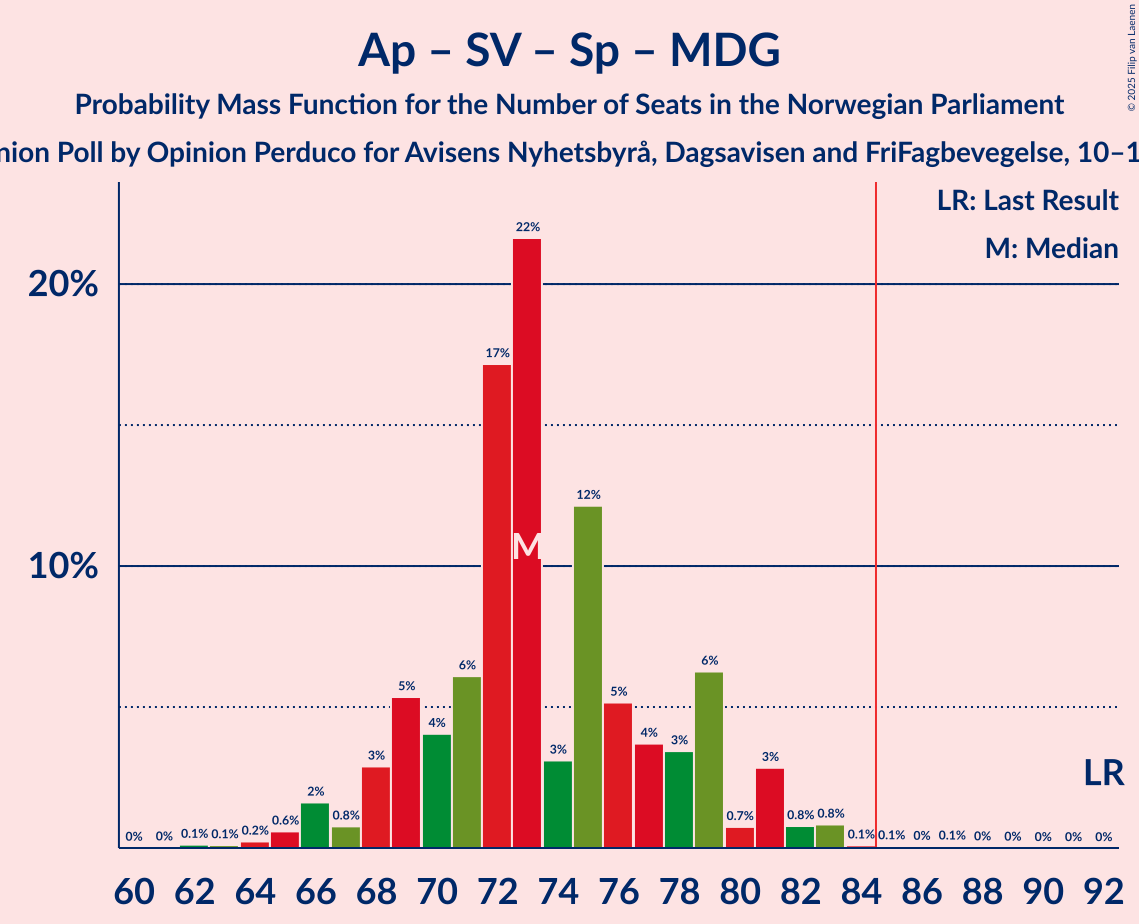 Ap – SV – Sp – MDG
Probability Mass Function for the Number of Seats in the Norwegian Parliament
nion Poll by Opinion Perduco for Avisens Nyhetsbyrå, Dagsavisen and FriFagbevegelse, 10–1
© 2025 Filip van Laenen
LR: Last Result
M: Median
20%
10%
0% 0% 0.1% 0.1% 0.2% 0.6% 2% 0.8% 3% 5% 4% 6% 17% 22% 3% 12% 5% 4% 3% 6% 0.7% 3% 0.8% 0.8% 0.1% 0.1% 0% 0.1% 0% 0% 0% 0% 0%
M
LR
60 62 64 66 68 70 72 74 76 78 80 82 84 86 88 90 92